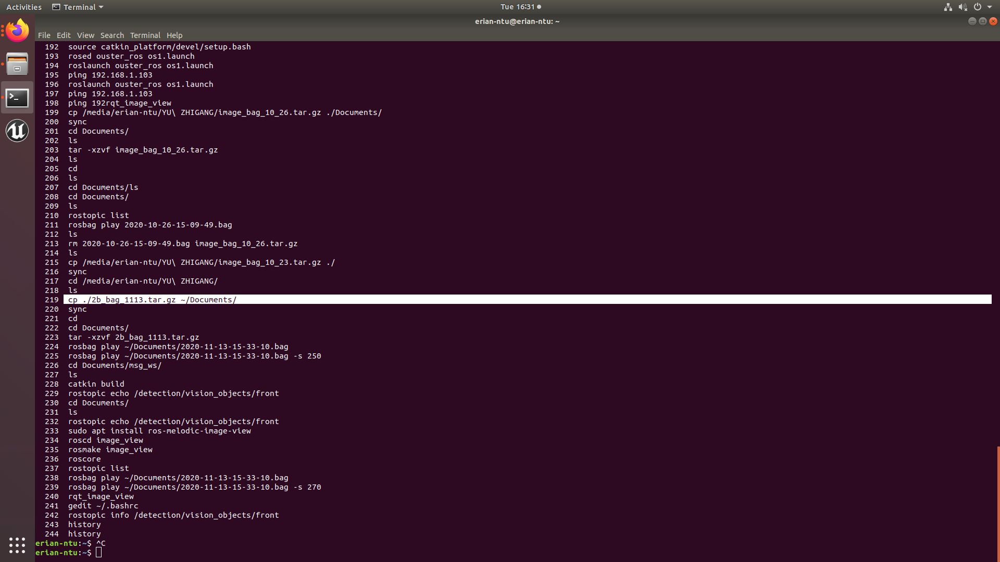 Activities Terminal Tue 16:31
erian-ntu@erian-ntu: ~
File Edit View Search Terminal Help
192 source catkin_platform/devel/setup.bash
193 rosed ouster_ros os1.launch
194 roslaunch ouster_ros os1.launch
195 ping 192.168.1.103
196 roslaunch ouster_ros os1.launch
197 ping 192.168.1.103
198 ping 192rqt_image_view
199 cp /media/erian-ntu/YU\ ZHIGANG/image_bag_10_26.tar.gz ./Documents/
200 sync
201 cd Documents/
202 ls
203 tar -xzvf image_bag_10_26.tar.gz
204 ls
205 cd
206 ls
207 cd Documents/ls
208 cd Documents/
209 ls
210 rostopic list
211 rosbag play 2020-10-26-15-09-49.bag
212 ls
213 rm 2020-10-26-15-09-49.bag image_bag_10_26.tar.gz
214 ls
215 cp /media/erian-ntu/YU\ ZHIGANG/image_bag_10_23.tar.gz ./
216 sync
217 cd /media/erian-ntu/YU\ ZHIGANG/
218 ls
219 cp ./2b_bag_1113.tar.gz ~/Documents/
220 sync
221 cd
222 cd Documents/
223 tar -xzvf 2b_bag_1113.tar.gz
224 rosbag play ~/Documents/2020-11-13-15-33-10.bag
225 rosbag play ~/Documents/2020-11-13-15-33-10.bag -s 250
226 cd Documents/msg_ws/
227 ls
228 catkin build
229 rostopic echo /detection/vision_objects/front
230 cd Documents/
231 ls
232 rostopic echo /detection/vision_objects/front
233 sudo apt install ros-melodic-image-view
234 roscd image_view
235 rosmake image_view
236 roscore
237 rostopic list
238 rosbag play ~/Documents/2020-11-13-15-33-10.bag
239 rosbag play ~/Documents/2020-11-13-15-33-10.bag -s 270
240 rqt_image_view
241 gedit ~/.bashrc
242 rostopic info /detection/vision_objects/front
243 history
244 history
erian-ntu:~$ ^C
erian-ntu:~$